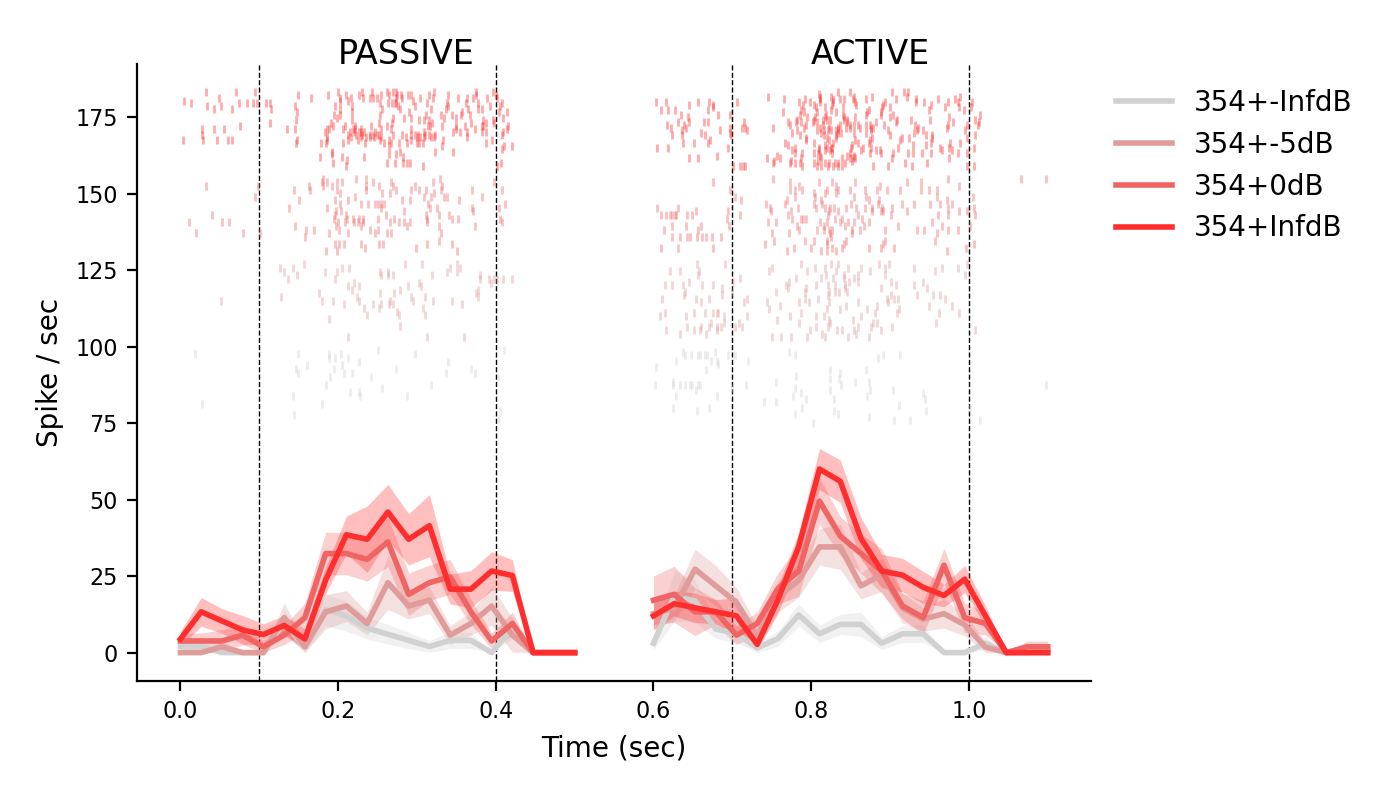 PASSIVE ACTIVE
175
150
125
100
75
50
25
0
Spike / sec
0.0 0.2 0.4 0.6 0.8 1.0
Time (sec)
354+-InfdB
354+-5dB
354+0dB
354+InfdB